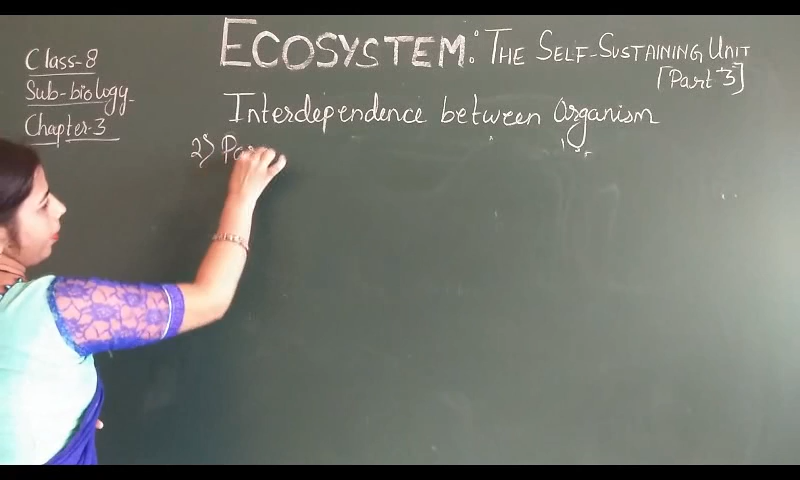 Class-8
Sub-biology
Chapter-3
ECOSYSTEM: THE SELF-SUSTAINING UNIT
[Part 3]
Interdependence between Organism
2)